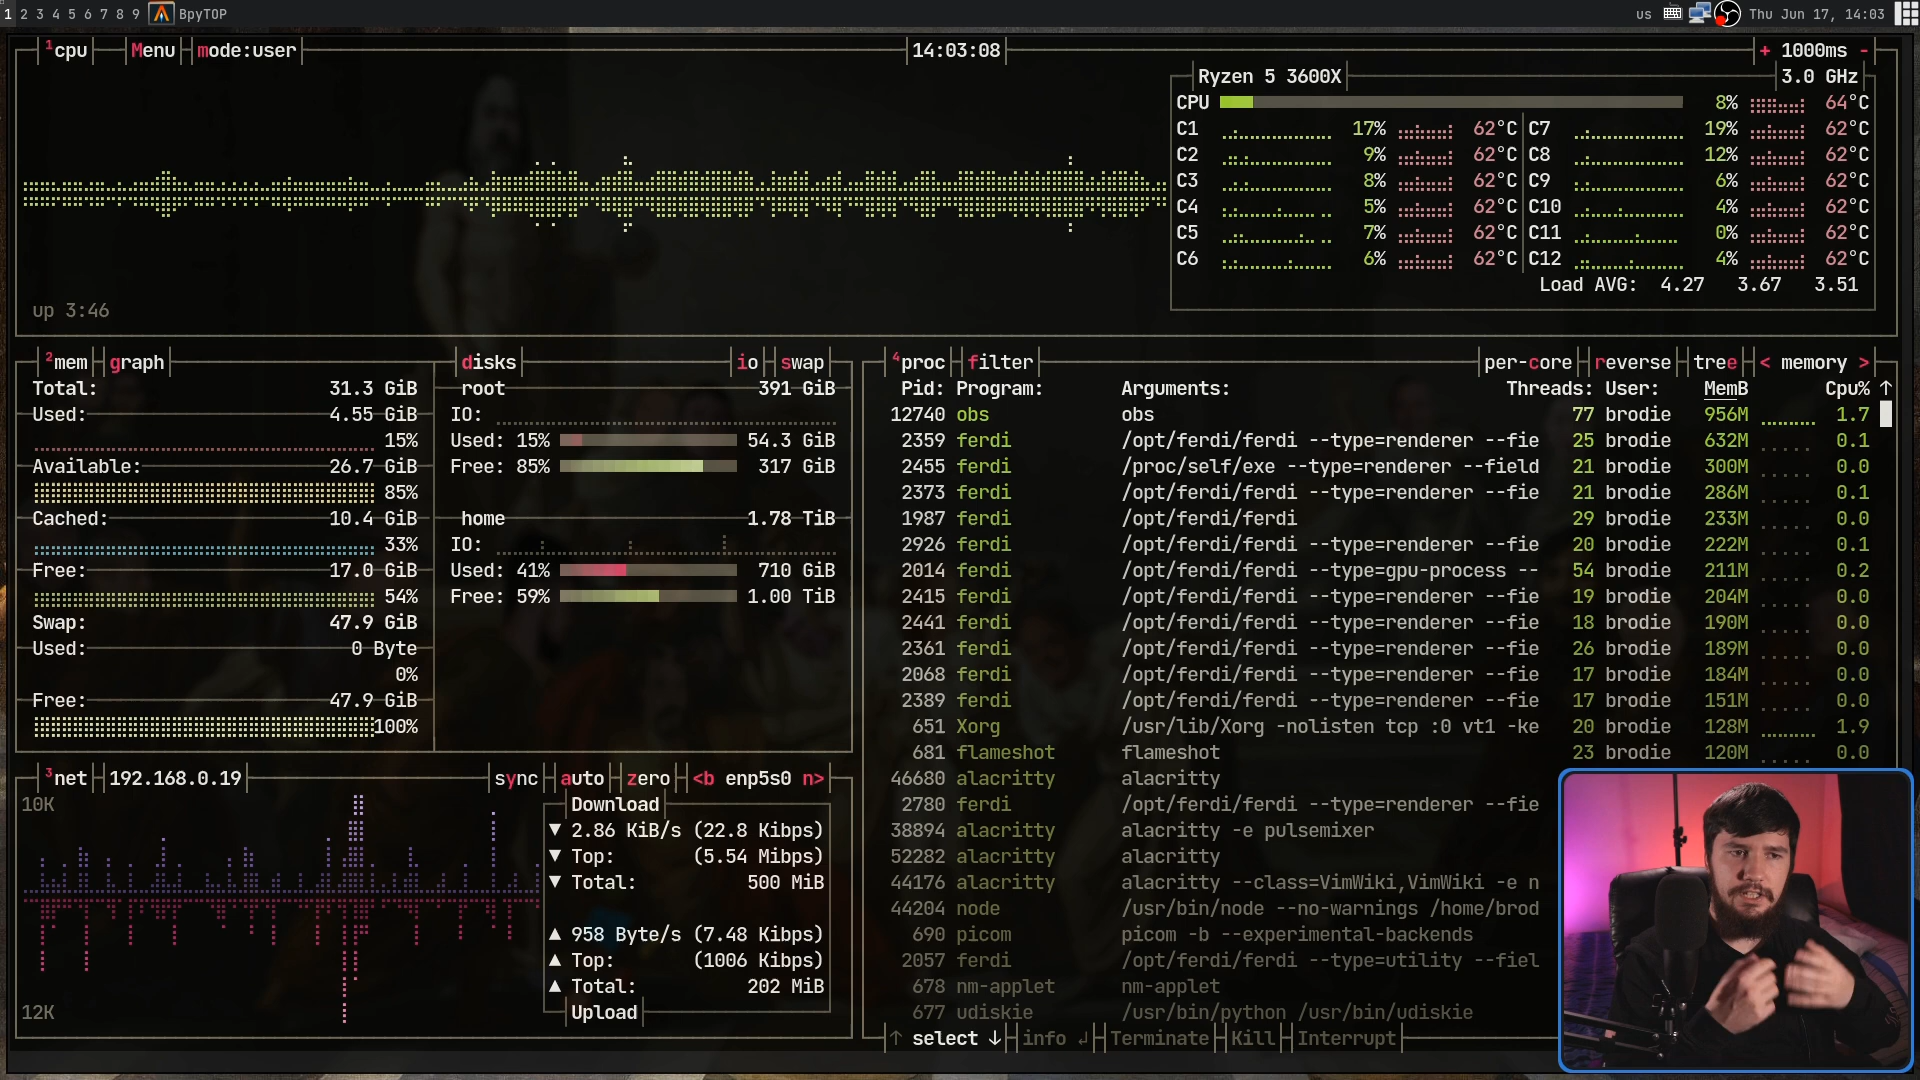 1 2 3 4 5 6 7 8 9 BpyTOP us Thu Jun 17, 14:03
1cpu Menu mode:user 14:03:08 + 1000ms -
Ryzen 5 3600X 3.0 GHz
CPU 8% 64°C
C1 17% 62°C C7 19% 62°C
C2 9% 62°C C8 12% 62°C
C3 8% 62°C C9 6% 62°C
C4 5% 62°C C10 4% 62°C
C5 7% 62°C C11 0% 62°C
C6 6% 62°C C12 4% 62°C
Load AVG: 4.27 3.67 3.51
up 3:46
2mem graph
Total: 31.3 GiB
Used: 4.55 GiB
15%
Available: 26.7 GiB
85%
Cached: 10.4 GiB
33%
Free: 17.0 GiB
54%
Swap: 47.9 GiB
Used: 0 Byte
0%
Free: 47.9 GiB
100%
disks io swap
root 391 GiB
IO:
Used: 15% 54.3 GiB
Free: 85% 317 GiB
home 1.78 TiB
IO:
Used: 41% 710 GiB
Free: 59% 1.00 TiB
3net 192.168.0.19 sync auto zero <b enp5s0 n>
10K
12K
Download
▼ 2.86 KiB/s (22.8 Kibps)
▼ Top: (5.54 Mibps)
▼ Total: 500 MiB
▲ 958 Byte/s (7.48 Kibps)
▲ Top: (1006 Kibps)
▲ Total: 202 MiB
Upload
4proc filter per-core reverse tree < memory >
Pid: Program: Arguments: Threads: User: MemB Cpu% ↑
12740 obs obs 77 brodie 956M 1.7
2359 ferdi /opt/ferdi/ferdi --type=renderer --fie 25 brodie 632M 0.1
2455 ferdi /proc/self/exe --type=renderer --field 21 brodie 300M 0.0
2373 ferdi /opt/ferdi/ferdi --type=renderer --fie 21 brodie 286M 0.1
1987 ferdi /opt/ferdi/ferdi 29 brodie 233M 0.0
2926 ferdi /opt/ferdi/ferdi --type=renderer --fie 20 brodie 222M 0.1
2014 ferdi /opt/ferdi/ferdi --type=gpu-process -- 54 brodie 211M 0.2
2415 ferdi /opt/ferdi/ferdi --type=renderer --fie 19 brodie 204M 0.0
2441 ferdi /opt/ferdi/ferdi --type=renderer --fie 18 brodie 190M 0.0
2361 ferdi /opt/ferdi/ferdi --type=renderer --fie 26 brodie 189M 0.0
2068 ferdi /opt/ferdi/ferdi --type=renderer --fie 17 brodie 184M 0.0
2389 ferdi /opt/ferdi/ferdi --type=renderer --fie 17 brodie 151M 0.0
651 Xorg /usr/lib/Xorg -nolisten tcp :0 vt1 -ke 20 brodie 128M 1.9
681 flameshot flameshot 23 brodie 120M 0.0
46680 alacritty alacritty
2780 ferdi /opt/ferdi/ferdi --type=renderer --fie
38894 alacritty alacritty -e pulsemixer
52282 alacritty alacritty
44176 alacritty alacritty --class=VimWiki,VimWiki -e n
44204 node /usr/bin/node --no-warnings /home/brod
690 picom picom -b --experimental-backends
2057 ferdi /opt/ferdi/ferdi --type=utility --fiel
678 nm-applet nm-applet
677 udiskie /usr/bin/python /usr/bin/udiskie
↑ select ↓ info ↲ Terminate Kill Interrupt